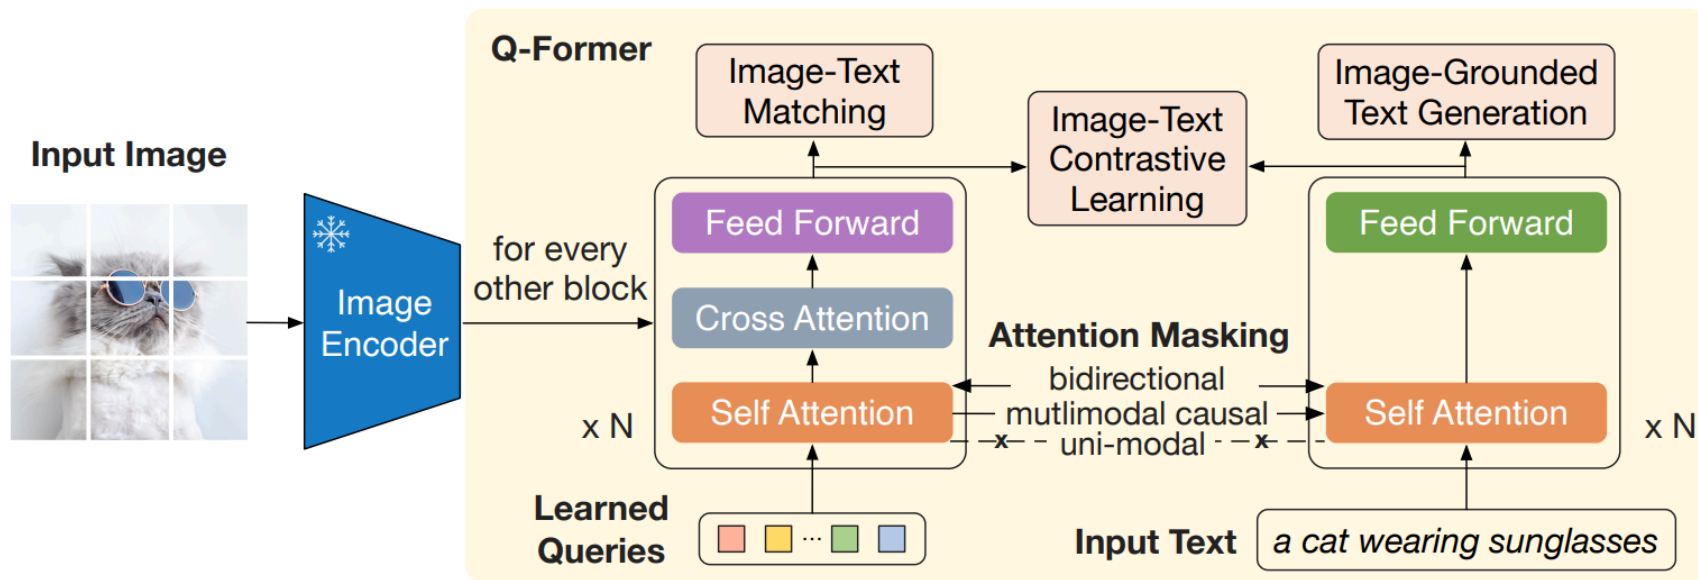 Q-Former
Input Image
Image-Text
Matching
Image-Text
Contrastive
Learning
Image-Grounded
Text Generation
Image
Encoder
for every
other block
Feed Forward
Cross Attention
Self Attention
x N
Attention Masking
bidirectional
mutlimodal causal
x uni-modal x
Feed Forward
Self Attention
x N
Learned
Queries
...
Input Text
a cat wearing sunglasses